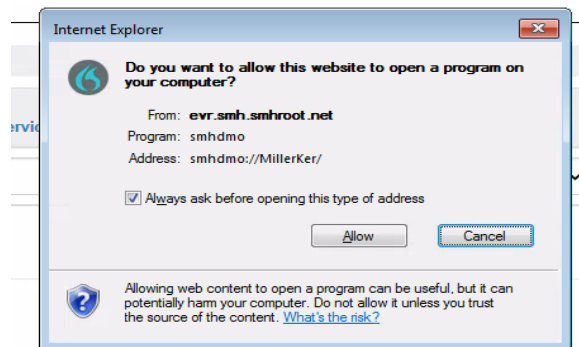 Internet Explorer
Do you want to allow this website to open a program on
your computer?
From: evr.smh.smhroot.net
Program: smhdmo
Address: smhdmo://MillerKer/
Always ask before opening this type of address
Allow Cancel
ervic
Allowing web content to open a program can be useful, but it can
potentially harm your computer. Do not allow it unless you trust
the source of the content. What's the risk?